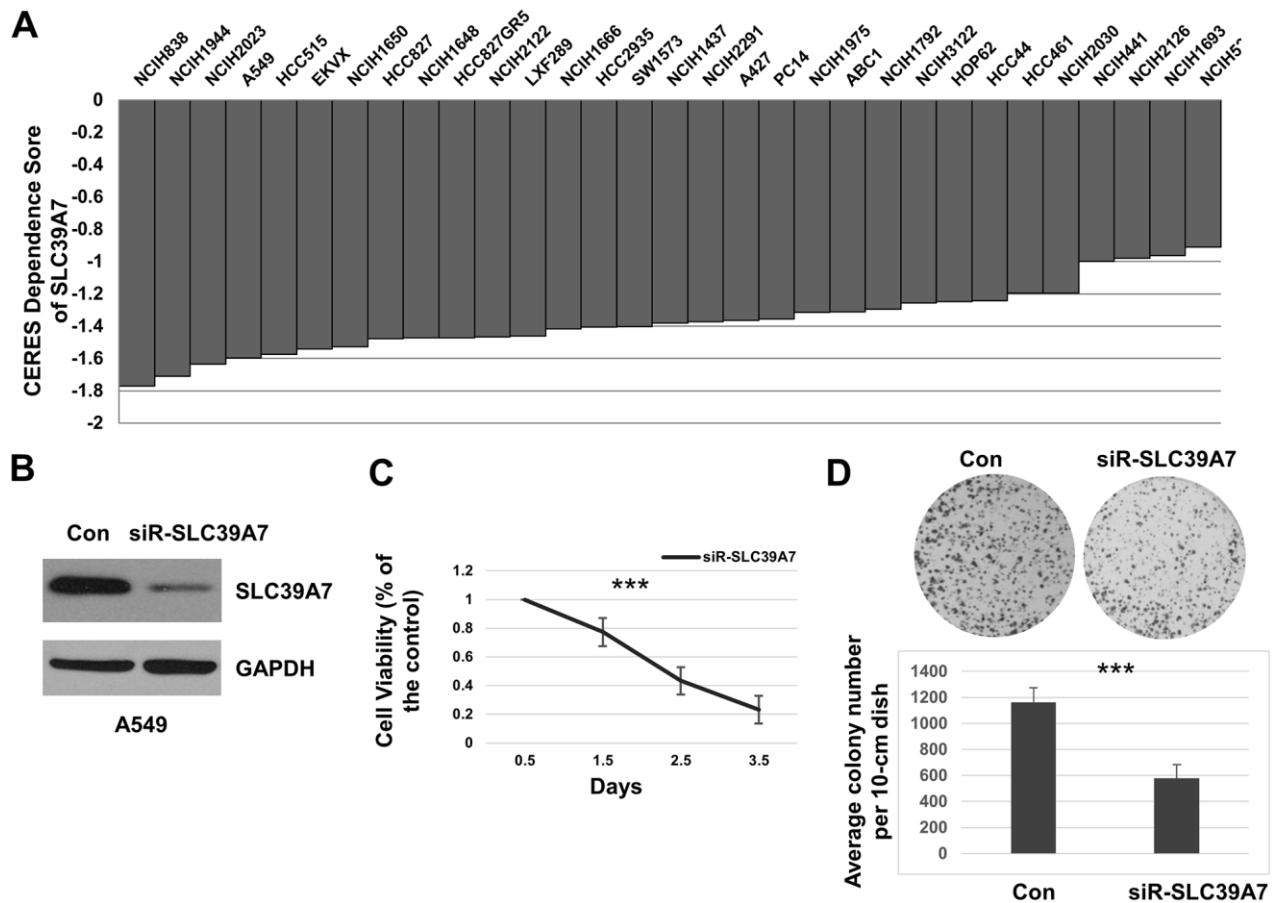 A
NCIH838
NCIH1944
NCIH2023
A549
HCC515
EKVX
NCIH1650
HCC827
NCIH1648
HCC827GR5
NCIH2122
LXF289
NCIH1666
HCC2935
SW1573
NCIH1437
NCIH2291
A427
PC14
NCIH1975
ABC1
NCIH1792
NCIH3122
HOP62
HCC44
HCC461
NCIH2030
NCIH441
NCIH2126
NCIH1693
CERES Dependence Sore
of SLC39A7
0
-0.2
-0.4
-0.6
-0.8
-1
-1.2
-1.4
-1.6
-1.8
-2
B
Con siR-SLC39A7
SLC39A7
GAPDH
A549
C
siR-SLC39A7
***
Cell Viability (% of
the control)
1.2
1
0.8
0.6
0.4
0.2
0
0.5 1.5 2.5 3.5
Days
D
Con siR-SLC39A7
***
Average colony number
per 10-cm dish
1400
1200
1000
800
600
400
200
0
Con siR-SLC39A7